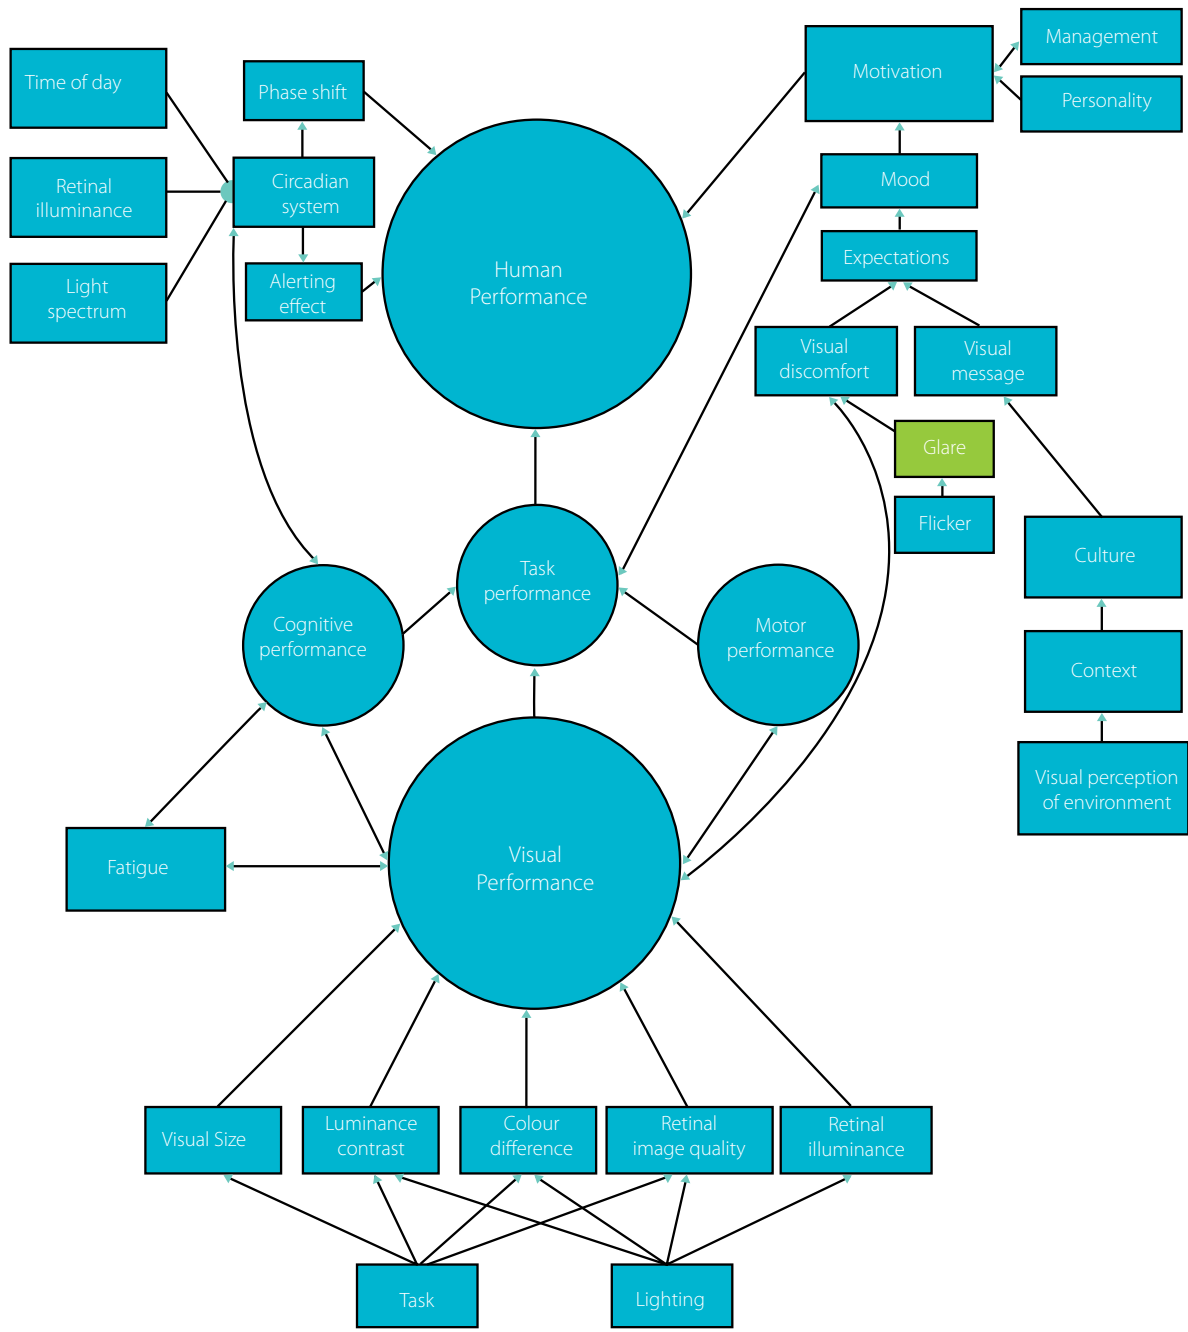 Management
Motivation
Time of day
Phase shift
Personality
Retinal
illuminance
Circadian
system
Mood
Human
Performance
Expectations
Light
spectrum
Alerting
effect
Visual
discomfort
Visual
message
Glare
Flicker
Culture
Task
performance
Cognitive
performance
Motor
performance
Context
Visual perception
of environment
Fatigue
Visual
Performance
Visual Size
Luminance
contrast
Colour
difference
Retinal
image quality
Retinal
illuminance
Task
Lighting